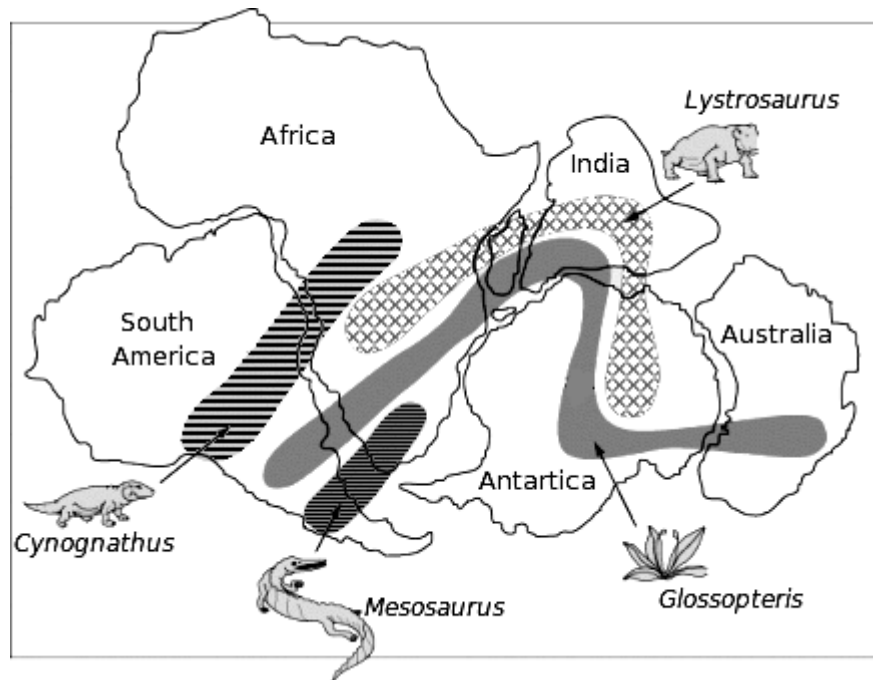 Lystrosaurus
Africa
India
South
America
Australia
Antartica
Cynognathus
Mesosaurus
Glossopteris